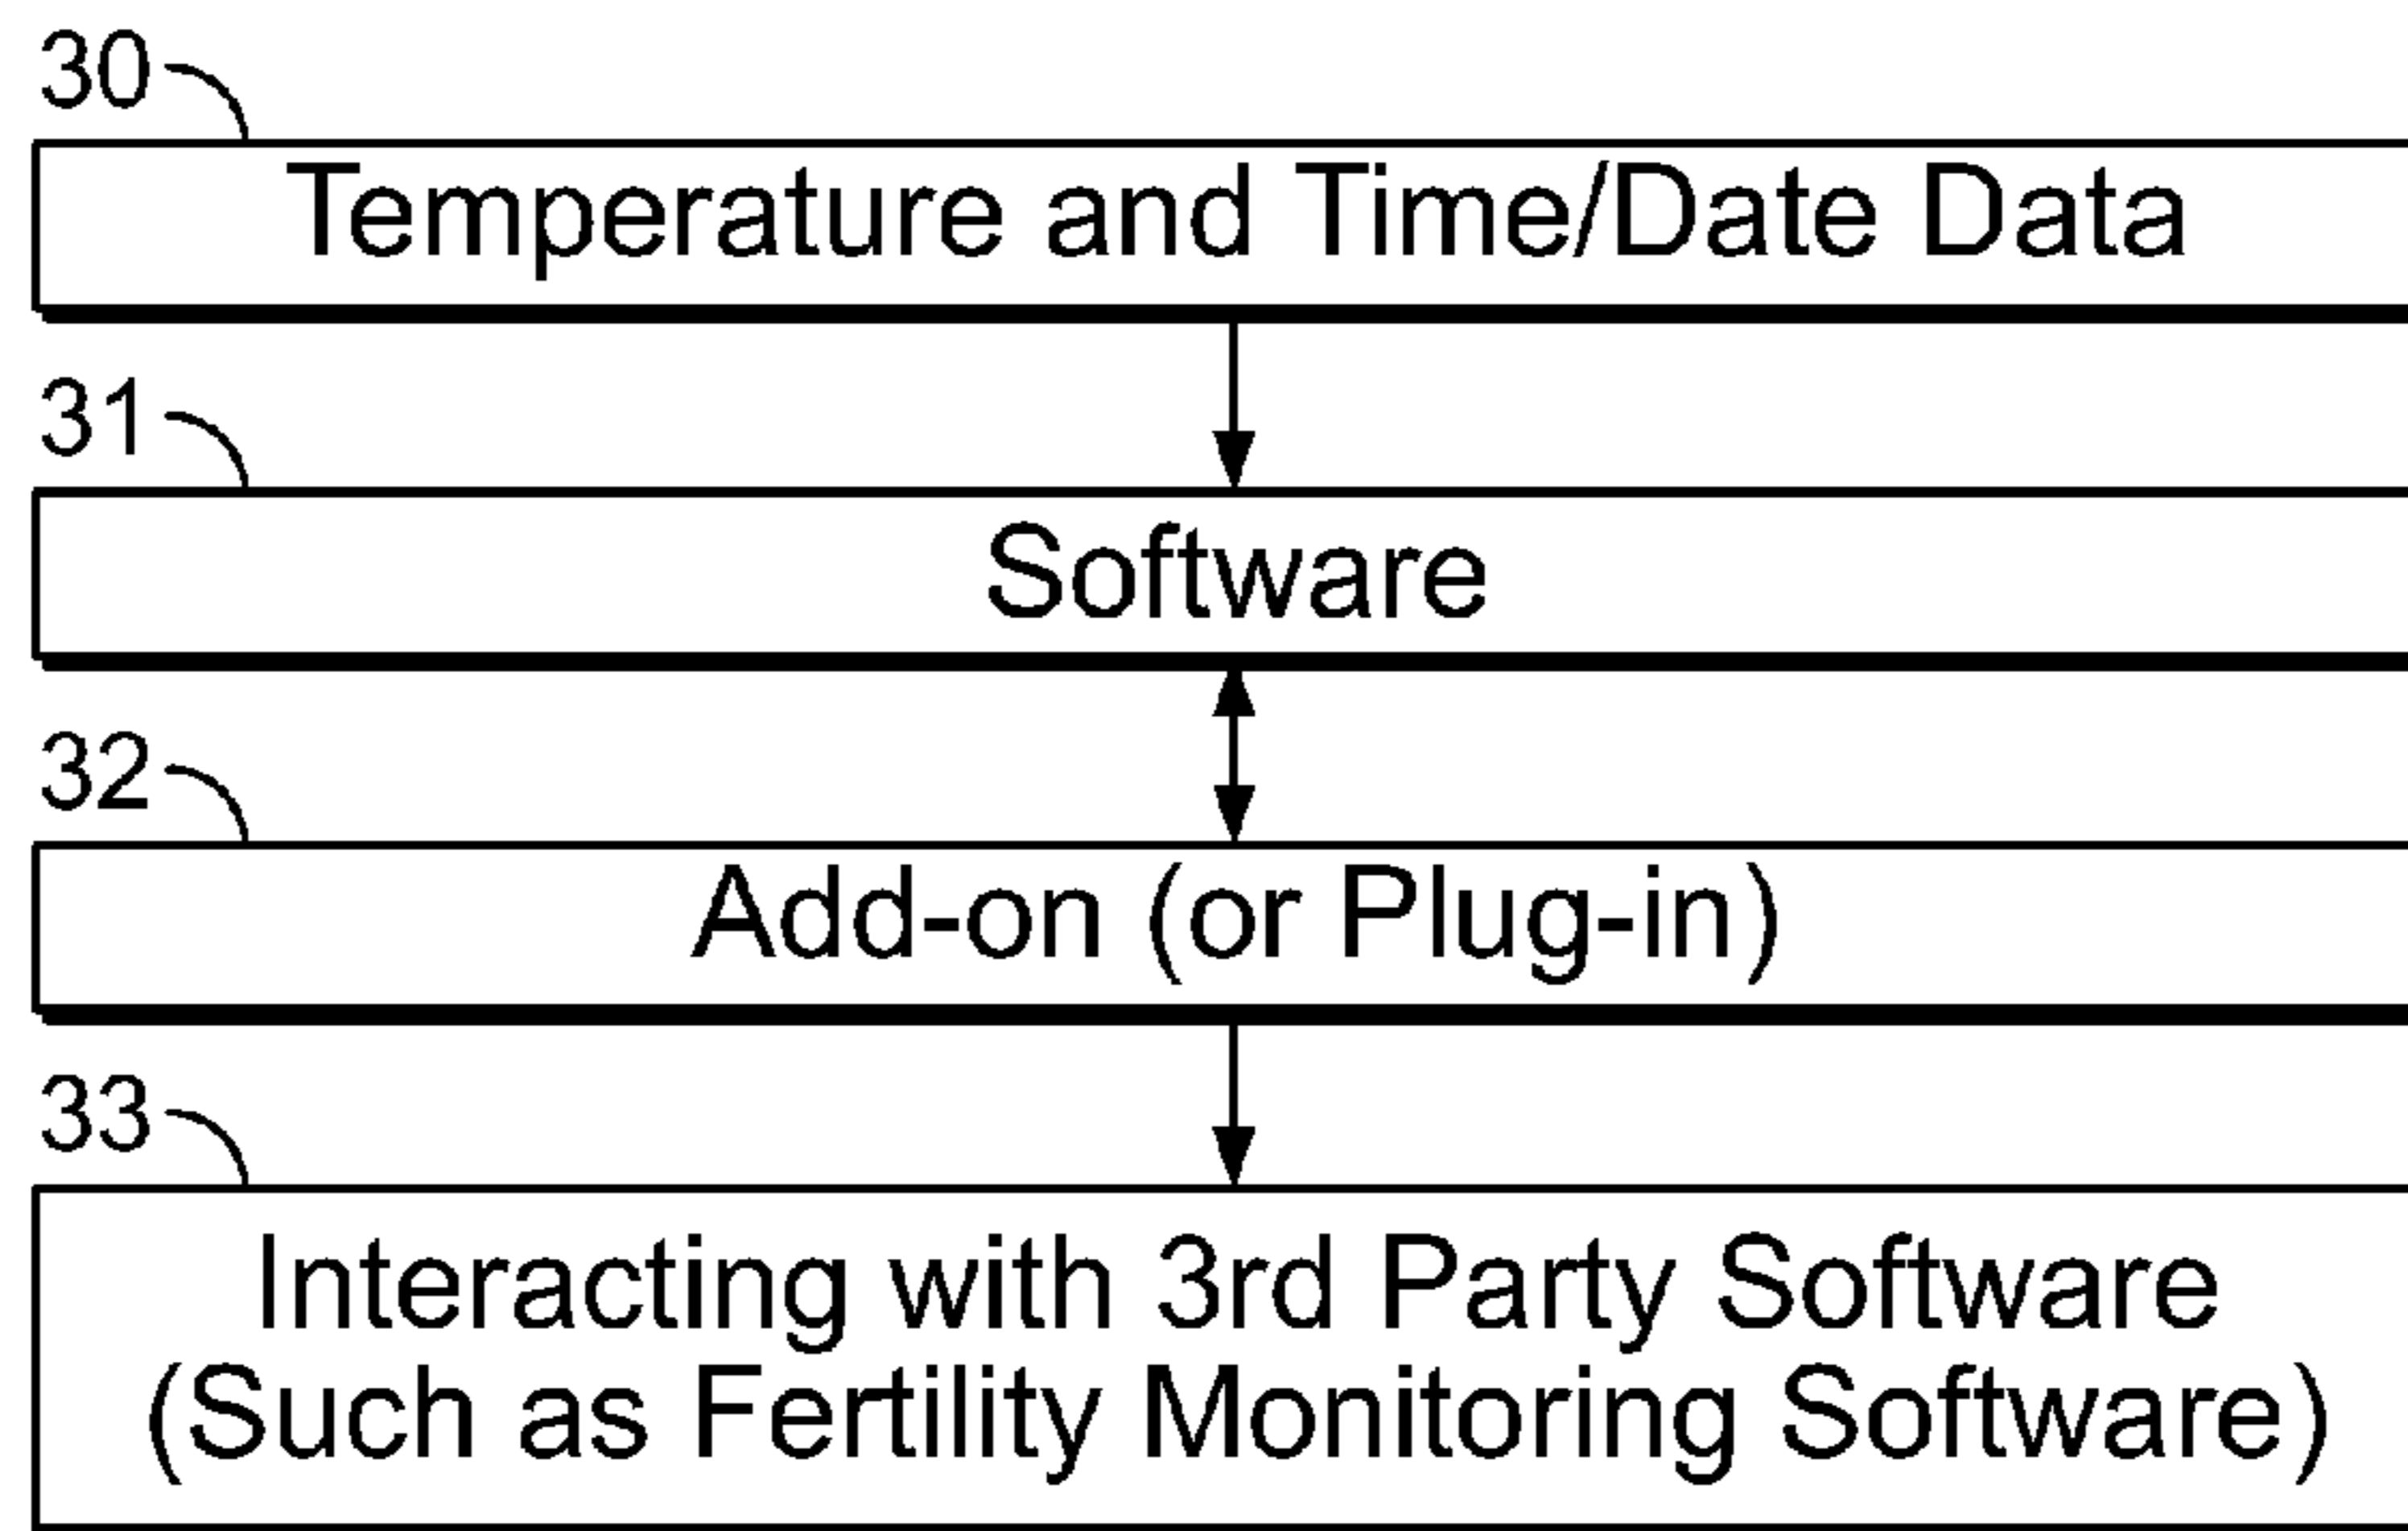 30
Temperature and Time/Date Data
31
Software
32
Add-on (or Plug-in)
33
Interacting with 3rd Party Software
(Such as Fertility Monitoring Software)